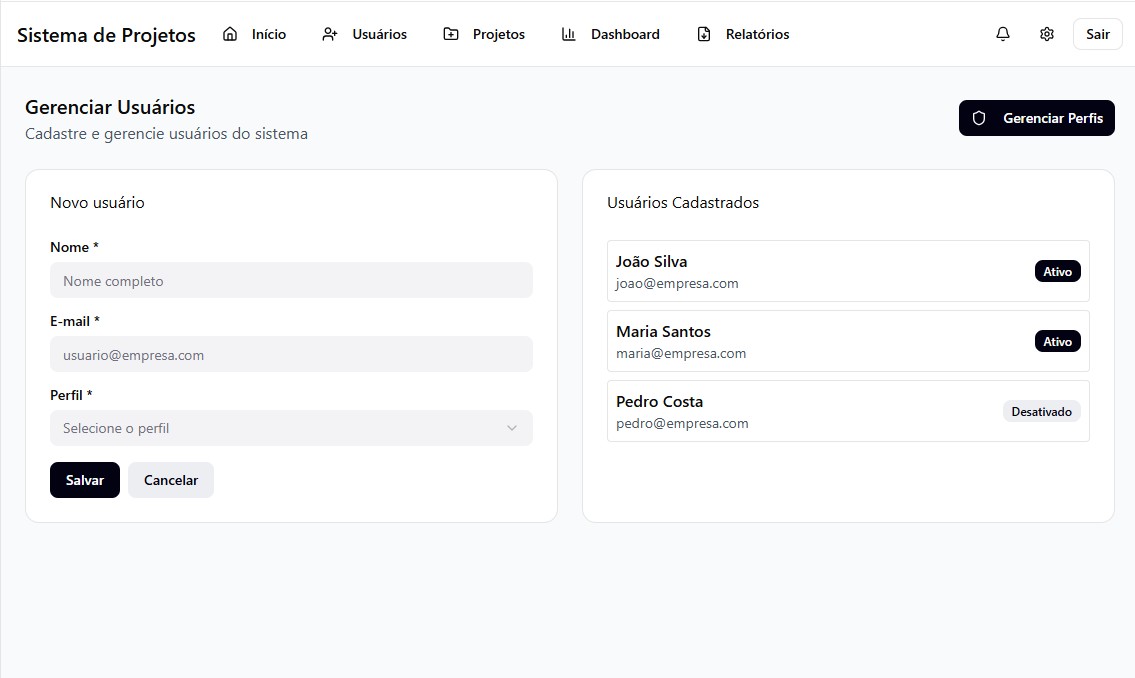 Sistema de Projetos Início Usuários Projetos Dashboard Relatórios Sair
Gerenciar Usuários
Cadastre e gerencie usuários do sistema
Gerenciar Perfis
Novo usuário
Nome *
Nome completo
E-mail *
usuario@empresa.com
Perfil *
Selecione o perfil
Salvar Cancelar
Usuários Cadastrados
João Silva
joao@empresa.com
Ativo
Maria Santos
maria@empresa.com
Ativo
Pedro Costa
pedro@empresa.com
Desativado